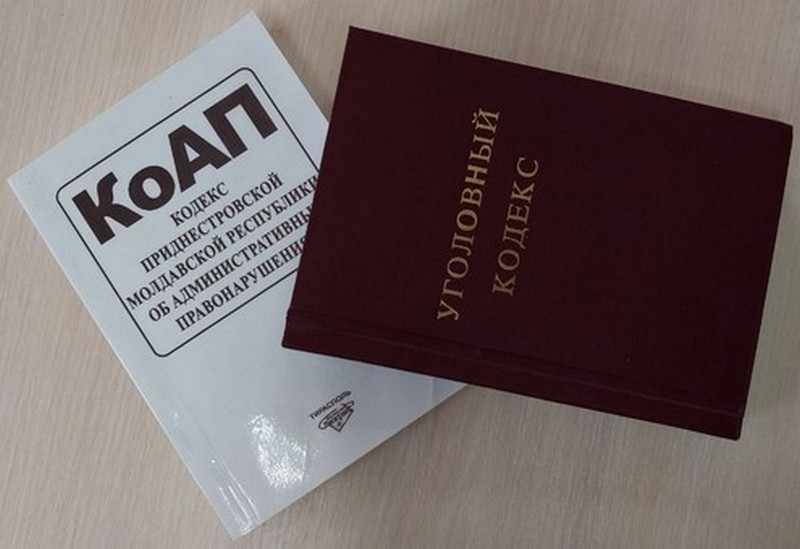 КоАП
КОДЕКС
ПРИДНЕСТРОВСКОЙ
МОЛДАВСКОЙ РЕСПУБЛИКИ
ОБ АДМИНИСТРАТИВНЫ
ПРАВОНАРУШЕНИЯ
ТИРАСПОЛЬ
УГОЛОВНЫЙ
КОДЕКС